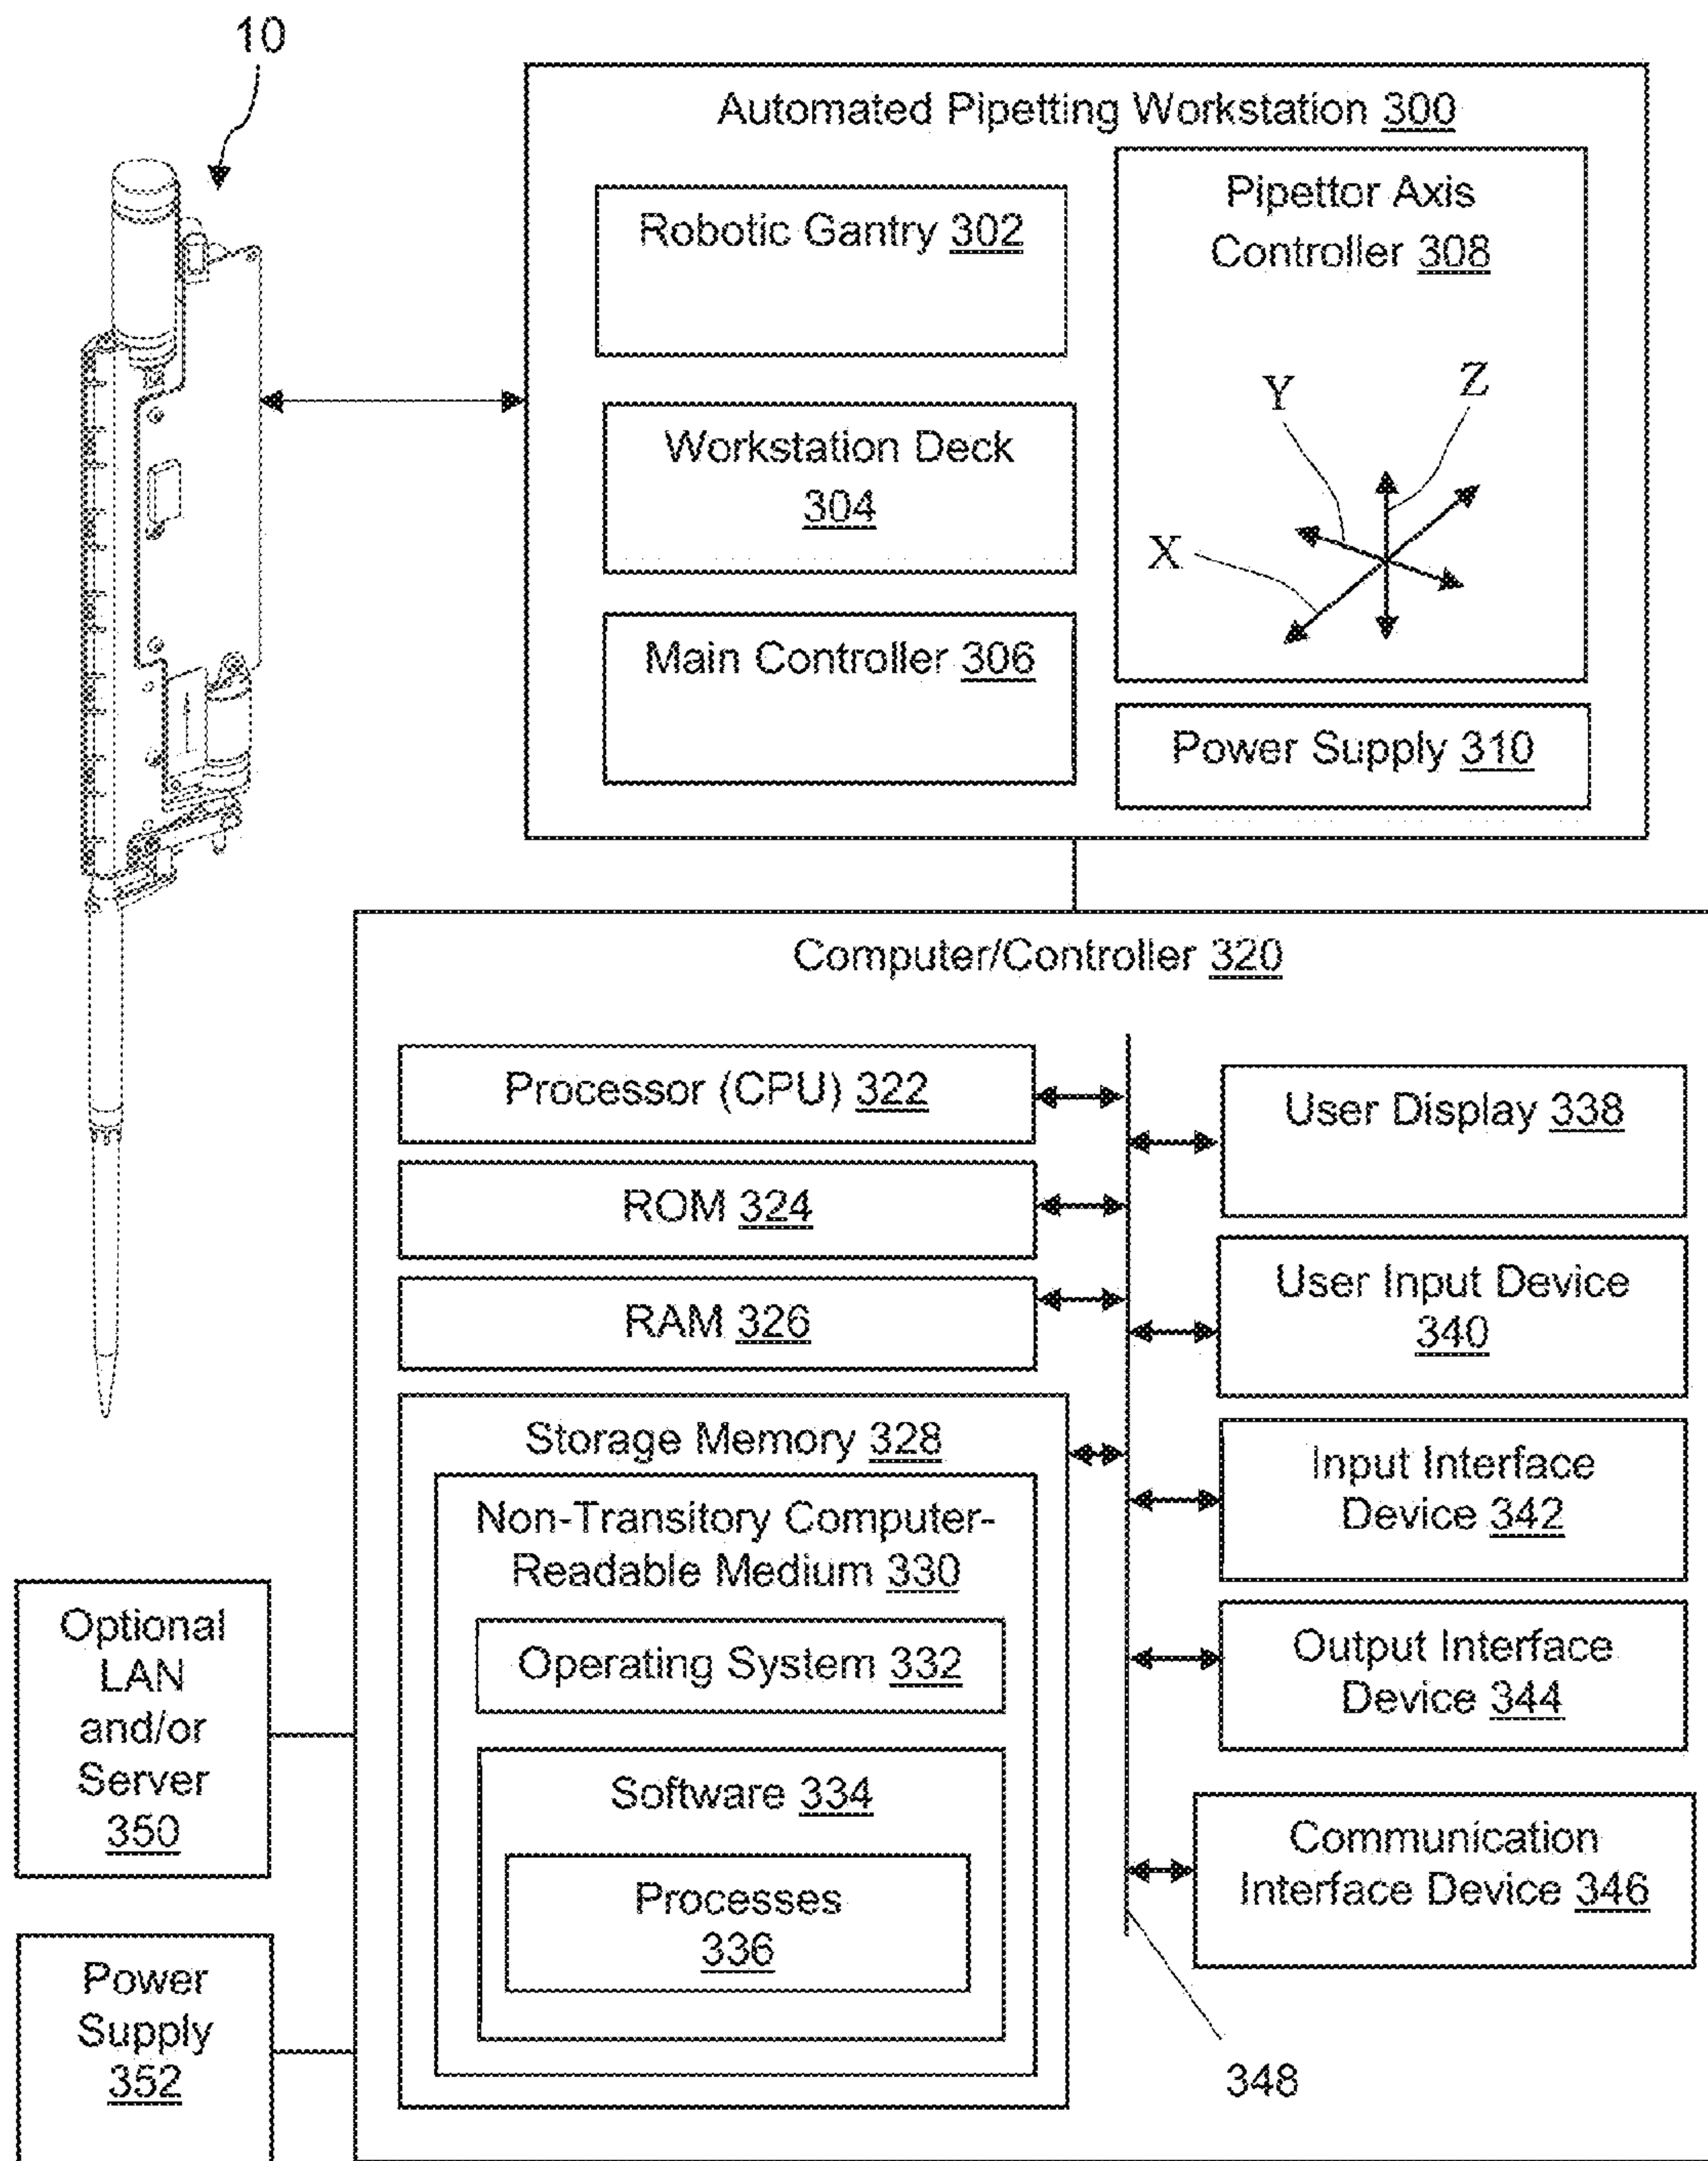 10
Automated Pipetting Workstation 300
Robotic Gantry 302
Pipettor Axis
Controller 308
Workstation Deck
304
Y
Z
X
Main Controller 306
Power Supply 310
Computer/Controller 320
Processor (CPU) 322
ROM 324
RAM 326
Storage Memory 328
Non-Transitory Computer-
Readable Medium 330
Operating System 332
Software 334
Processes
336
User Display 338
User Input Device
340
Input Interface
Device 342
Output Interface
Device 344
Communication
Interface Device 346
348
Optional
LAN
and/or
Server
350
Power
Supply
352